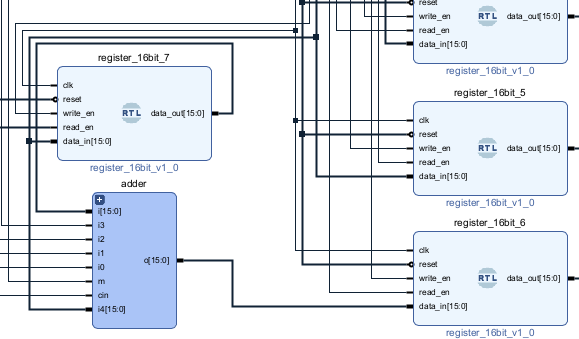 reset
write_en
read_en
data_in[15:0]
RTL
data_out[15:0]
register_16bit_v1_0
register_16bit_7
clk
reset
write_en
read_en
data_in[15:0]
RTL
data_out[15:0]
register_16bit_v1_0
register_16bit_5
clk
reset
write_en
read_en
data_in[15:0]
RTL
data_out[15:0]
register_16bit_v1_0
adder
i[15:0]
i3
i2
i1
i0
m
cin
i4[15:0]
o[15:0]
register_16bit_6
clk
reset
write_en
read_en
data_in[15:0]
RTL
data_out[15:0]
register_16bit_v1_0